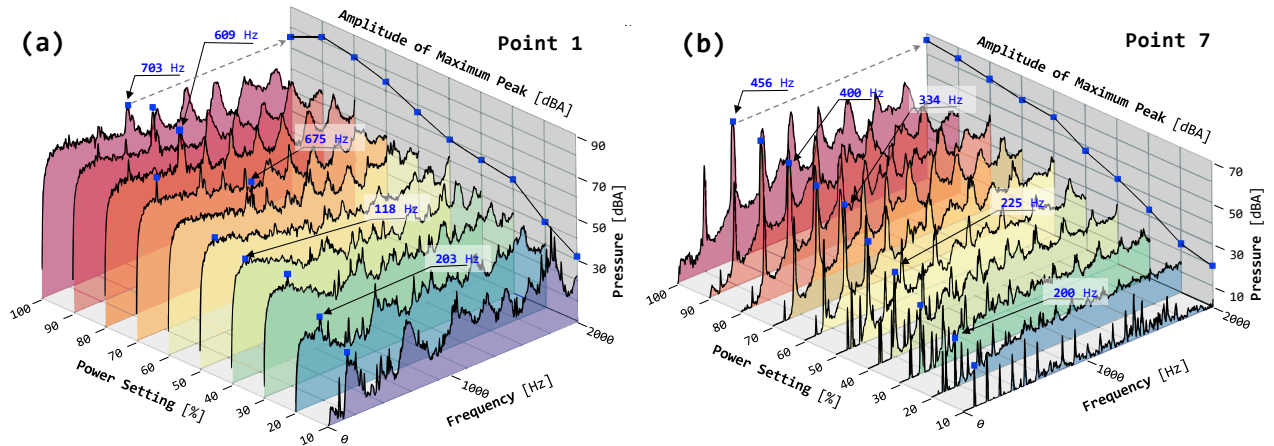 (a)
Point 1
Amplitude of Maximum Peak [dBA]
703 Hz
609 Hz
675 Hz
118 Hz
203 Hz
90
70
50
30
Pressure [dBA]
100
90
80
70
60
50
40
30
20
10
Power Setting [%]
0
1000
2000
Frequency [Hz]
(b)
Point 7
Amplitude of Maximum Peak [dBA]
456 Hz
400 Hz
334 Hz
225 Hz
200 Hz
70
50
30
10
Pressure [dBA]
100
90
80
70
60
50
40
30
20
10
Power Setting [%]
0
1000
2000
Frequency [Hz]